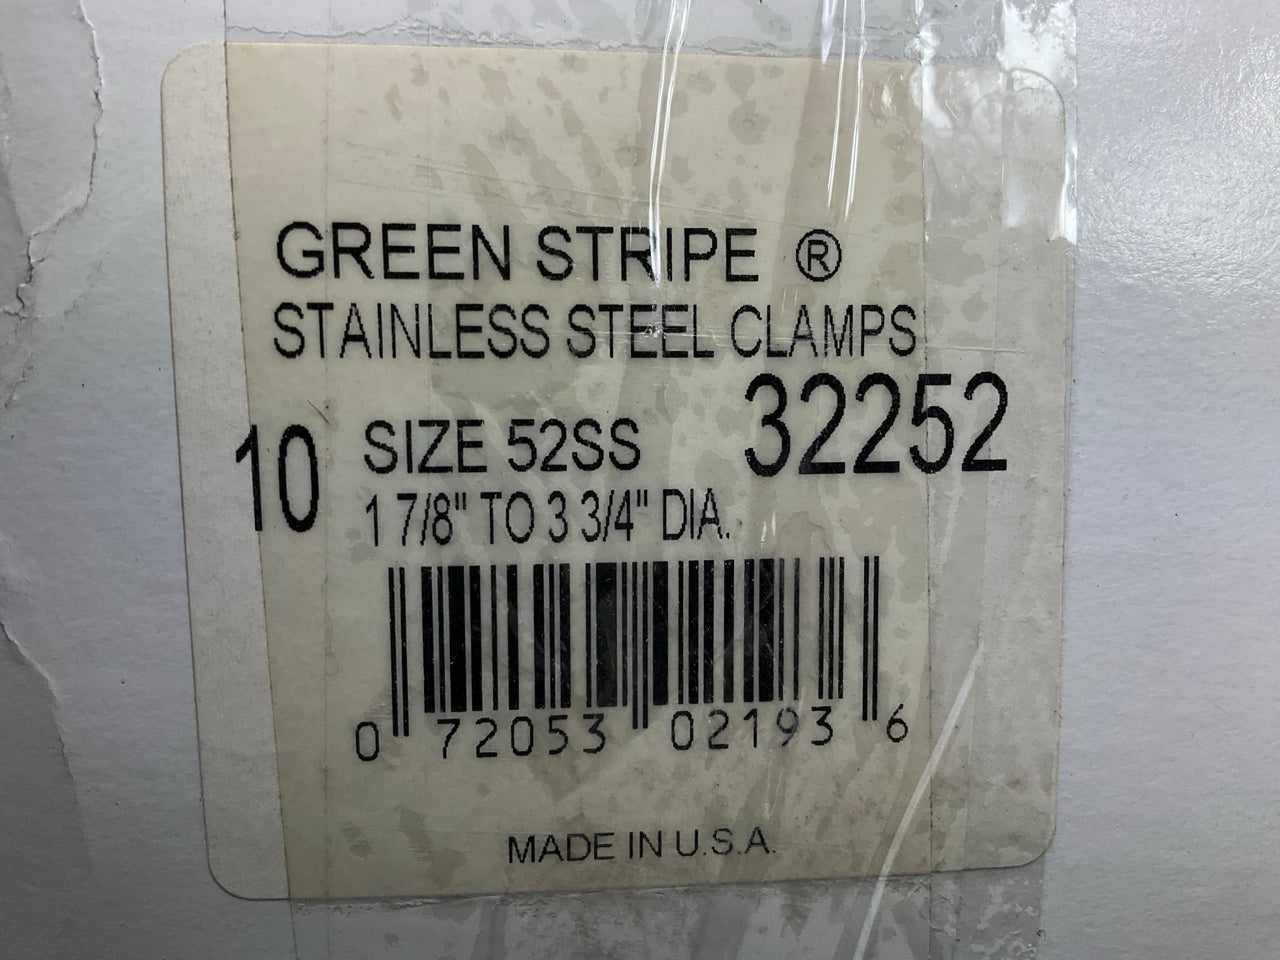 GREEN STRIPE ®
STAINLESS STEEL CLAMPS
10 SIZE 52SS 32252
1 7/8" TO 3 3/4" DIA.
0 72053 02193 6
MADE IN U.S.A.